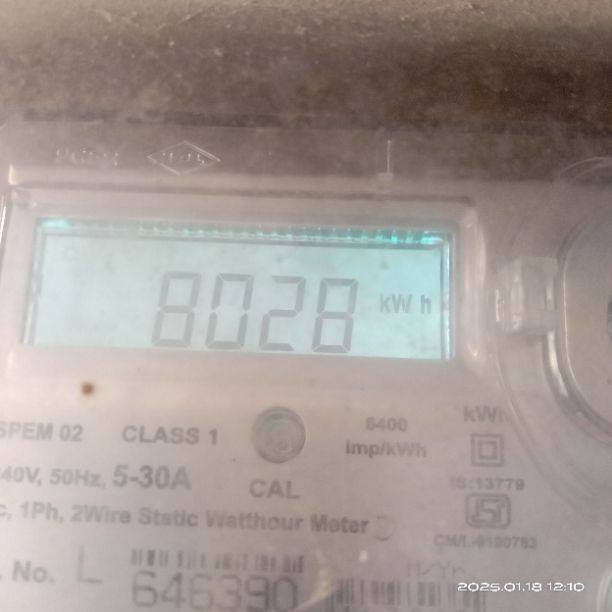 8028 kWh
SPEM 02 CLASS 1 6400 kWh
imp/kWh
40V, 50Hz, 5-30A CAL IS:13779
c, 1Ph, 2Wire Static Watthour Meter
. No. L 646390
2025.01.18 12:10